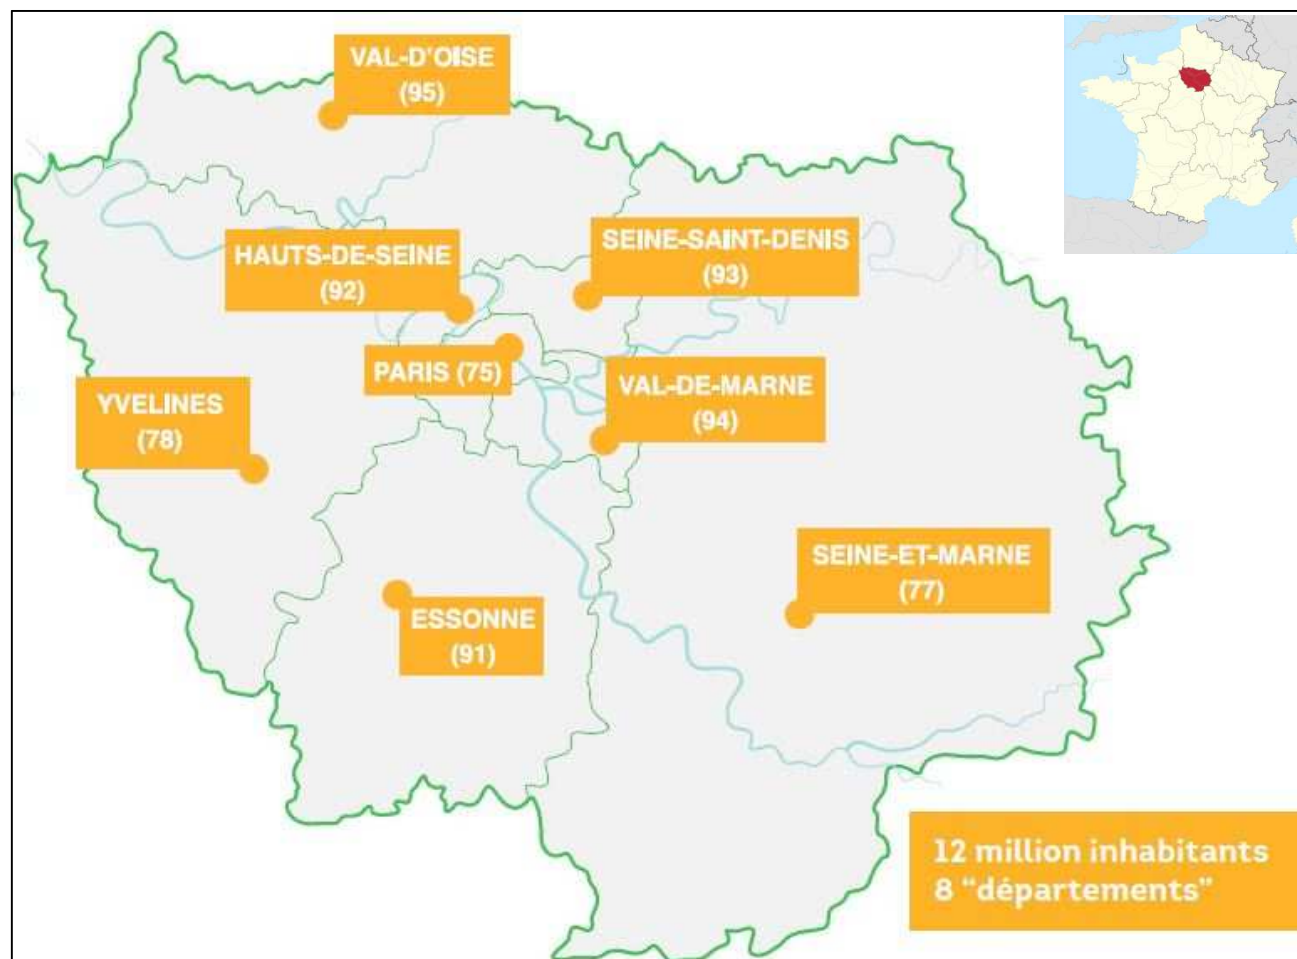 VAL-D'OISE
(95)
HAUTS-DE-SEINE
(92)
SEINE-SAINT-DENIS
(93)
PARIS (75)
VAL-DE-MARNE
(94)
YVELINES
(78)
SEINE-ET-MARNE
(77)
ESSONNE
(91)
12 million inhabitants
8 “départements”